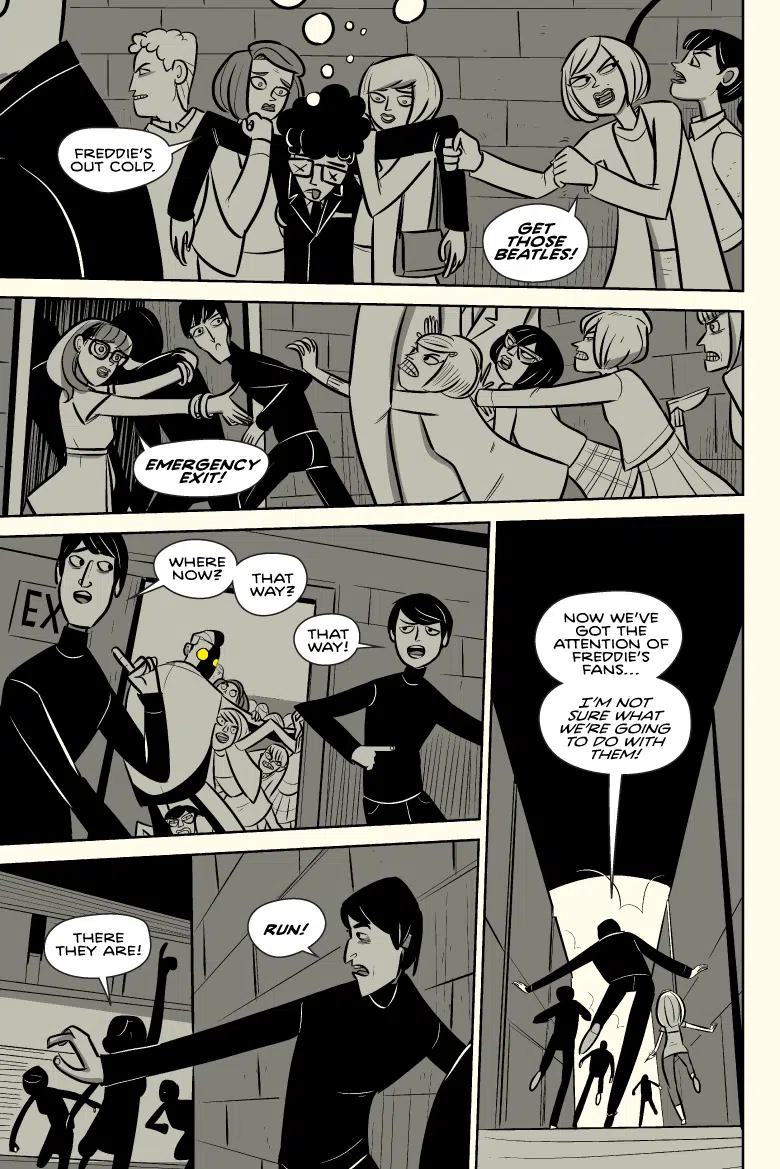 FREDDIE'S
OUT COLD.
GET
THOSE
BEATLES!
EMERGENCY
EXIT!
EX
WHERE
NOW?
THAT
WAY?
THAT
WAY!
NOW WE'VE
GOT THE
ATTENTION OF
FREDDIE'S
FANS...
I'M NOT
SURE WHAT
WE'RE GOING
TO DO WITH
THEM!
THERE
THEY ARE!
RUN!